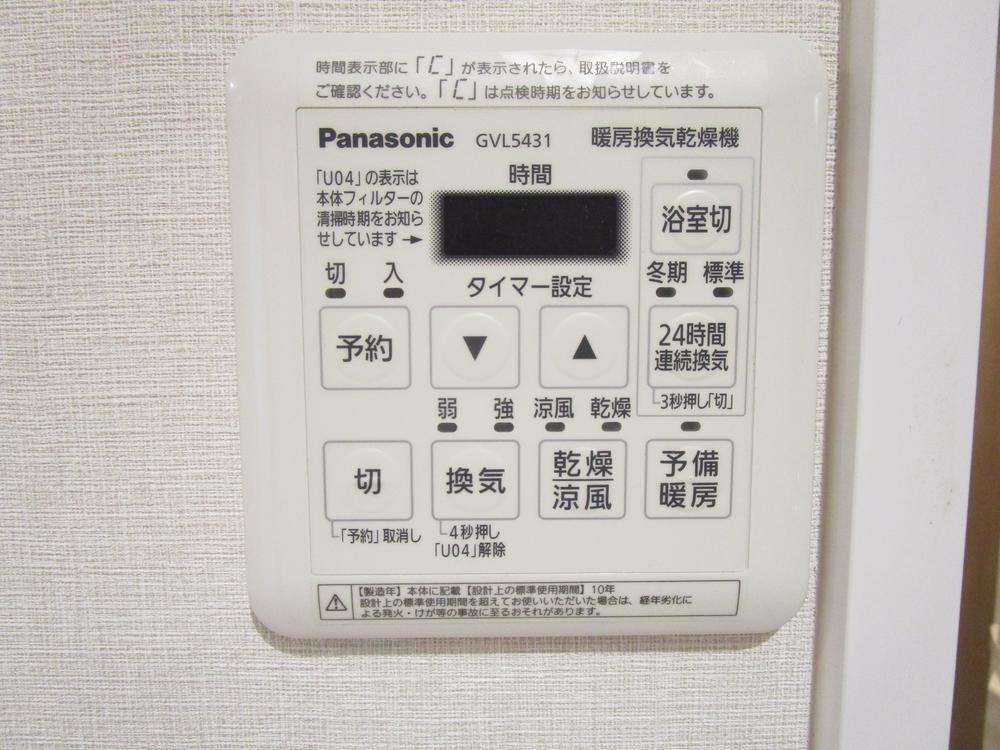 時間表示部に「C」が表示されたら、取扱説明書を
ご確認ください。「C」は点検時期をお知らせしています。
Panasonic GVL5431 暖房換気乾燥機
「U04」の表示は
本体フィルターの
清掃時期をお知ら
せしています→
時間
浴室切
切 入
タイマー設定
冬期 標準
予約 ▼ ▲
24時間
連続換気
3秒押し「切」
弱 強 涼風 乾燥
切 換気
乾燥
涼風
予備
暖房
「予約」取消し
4秒押し
「U04」解除
【製造年】本体に記載【設計上の標準使用期間】10年
設計上の標準使用期間を超えてお使いいただいた場合は、経年劣化に
よる発火・けが等の事故に至るおそれがあります。